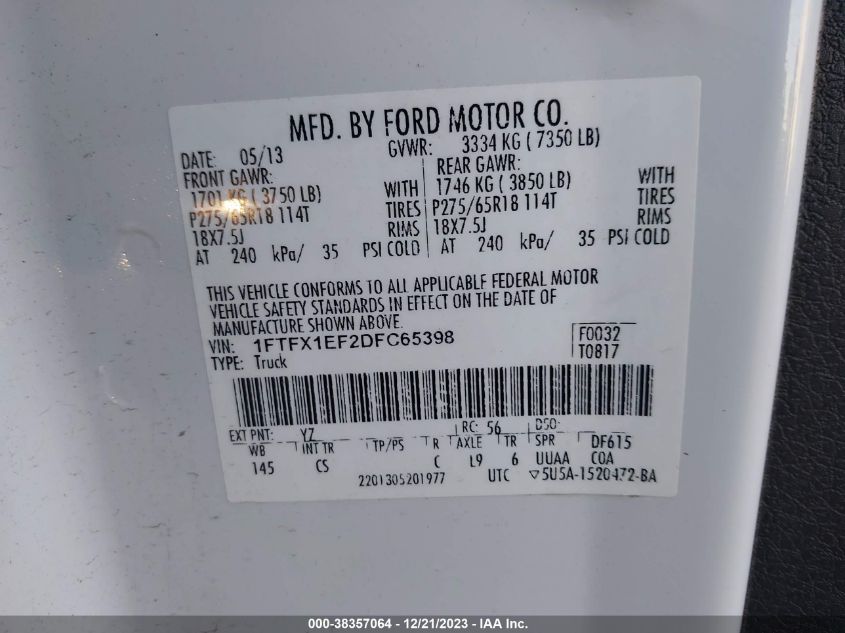 MFD. BY FORD MOTOR CO.
DATE: 05/13 GVWR: 3334 KG ( 7350 LB)
FRONT GAWR: REAR GAWR:
1701 KG ( 3750 LB) WITH 1746 KG ( 3850 LB) WITH
P275/65R18 114T TIRES P275/65R18 114T TIRES
18X7.5J RIMS 18X7.5J RIMS
AT 240 kPa/ 35 PSI COLD AT 240 kPa/ 35 PSI COLD
THIS VEHICLE CONFORMS TO ALL APPLICABLE FEDERAL MOTOR
VEHICLE SAFETY STANDARDS IN EFFECT ON THE DATE OF
MANUFACTURE SHOWN ABOVE.
VIN: 1FTFX1EF2DFC65398 F0032
TYPE: Truck T0817
EXT PNT: YZ RC: 56 DSO:
WB INT TR TP/PS R AXLE TR SPR DF615
145 CS C L9 6 UUAA COA
2201305201977 UTC ▽5U5A-1520472-BA
000-38357064 - 12/21/2023 - IAA Inc.